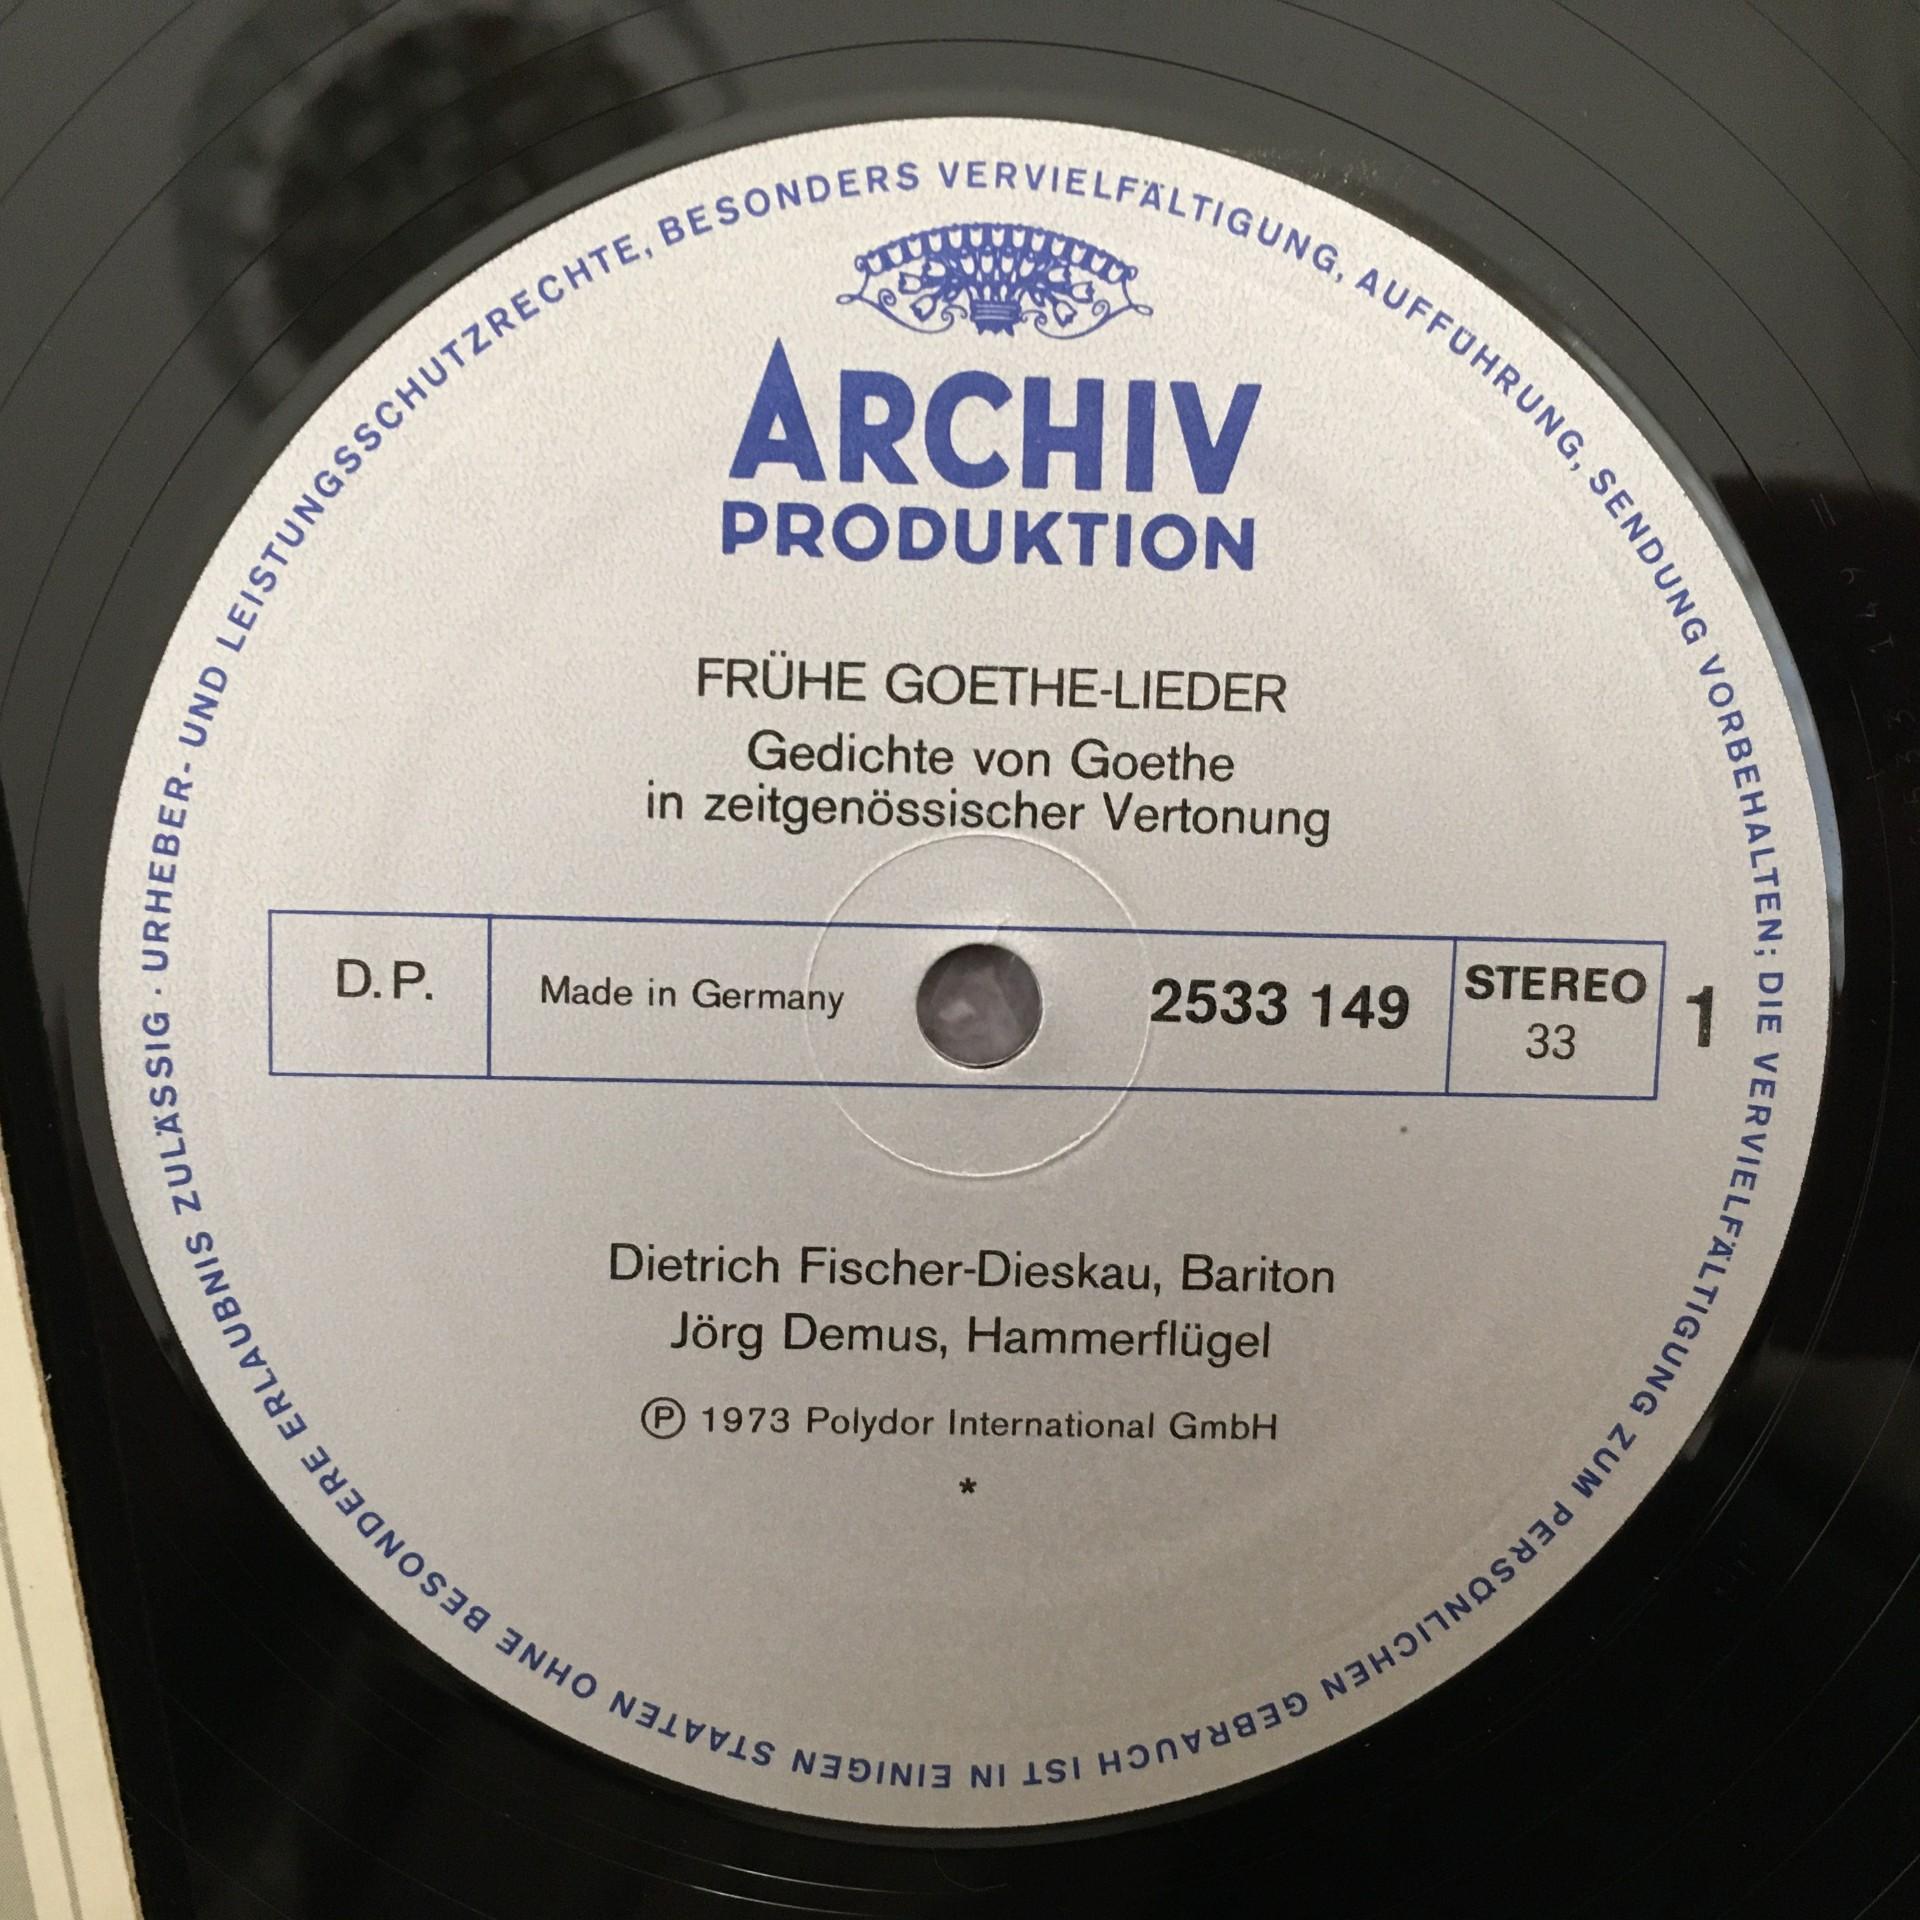 URHEBER- UND LEISTUNGSSCHUTZRECHTE, BESONDERS VERVIELFÄLTIGUNG, AUFFÜHRUNG, SENDUNG VORBEHALTEN; DIE VERVIELFÄLTIGUNG ZUM PERSÖNLICHEN GEBRAUCH IST IN EINIGEN STAATEN OHNE BESONDERE ERLAUBNIS ZULÄSSIG ·
ARCHIV
PRODUKTION
FRÜHE GOETHE-LIEDER
Gedichte von Goethe
in zeitgenössischer Vertonung
D.P. Made in Germany 2533 149 STEREO 1
33
Dietrich Fischer-Dieskau, Bariton
Jörg Demus, Hammerflügel
Ⓟ 1973 Polydor International GmbH
*